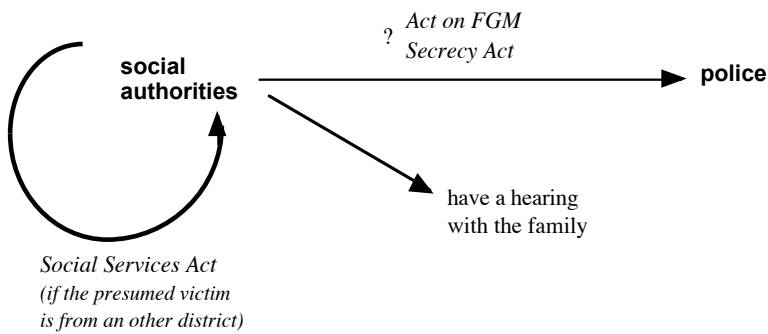 ? Act on FGM
Secrecy Act
social
authorities
police
have a hearing
with the family
Social Services Act
(if the presumed victim
is from an other district)